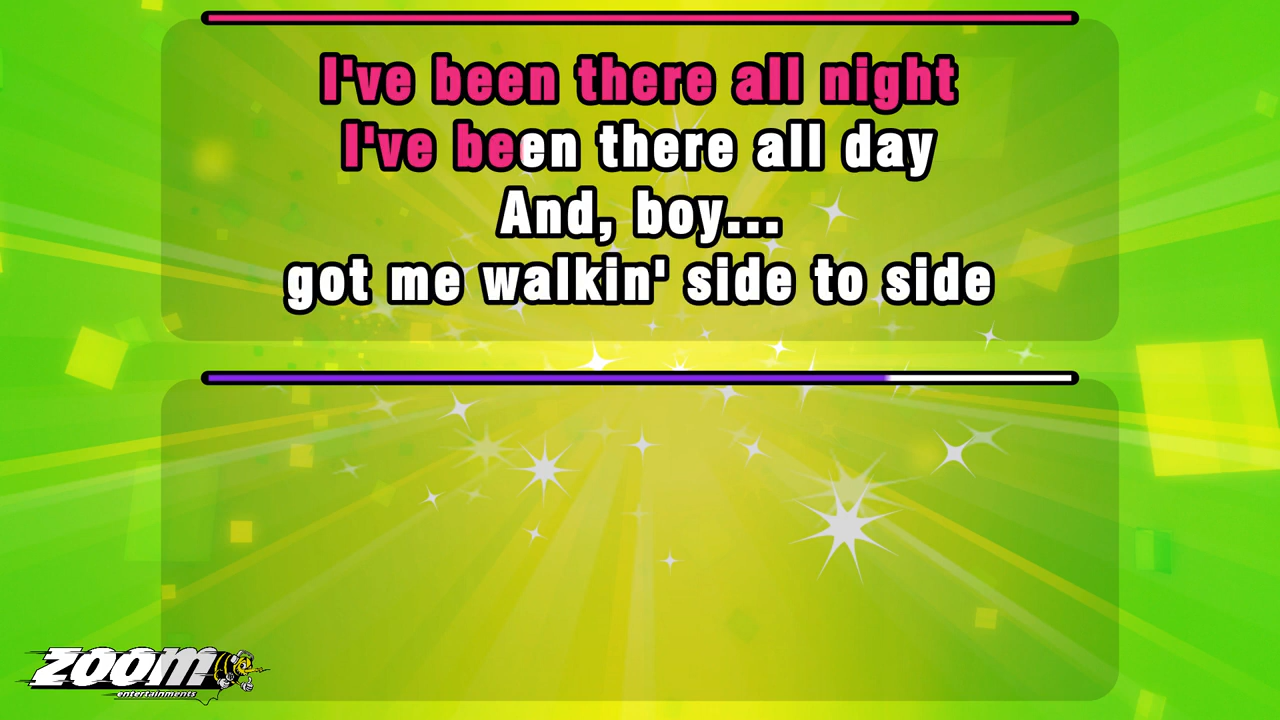 I've been there all night
I've been there all day
And, boy...
got me walkin' side to side
ZOOM
entertainments